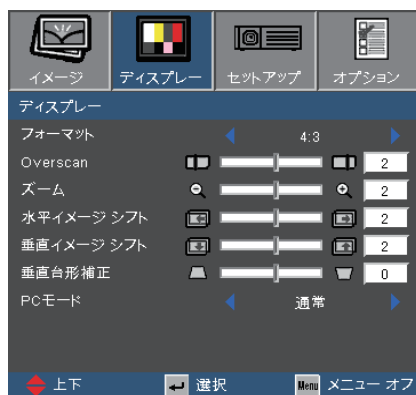 イメージ ディスプレー セットアップ オプション
ディスプレー
フォーマット 4:3
Overscan 2
ズーム 2
水平イメージ シフト 2
垂直イメージ シフト 2
垂直台形補正 0
PCモード 通常
上下 選択 Menu メニュー オフ